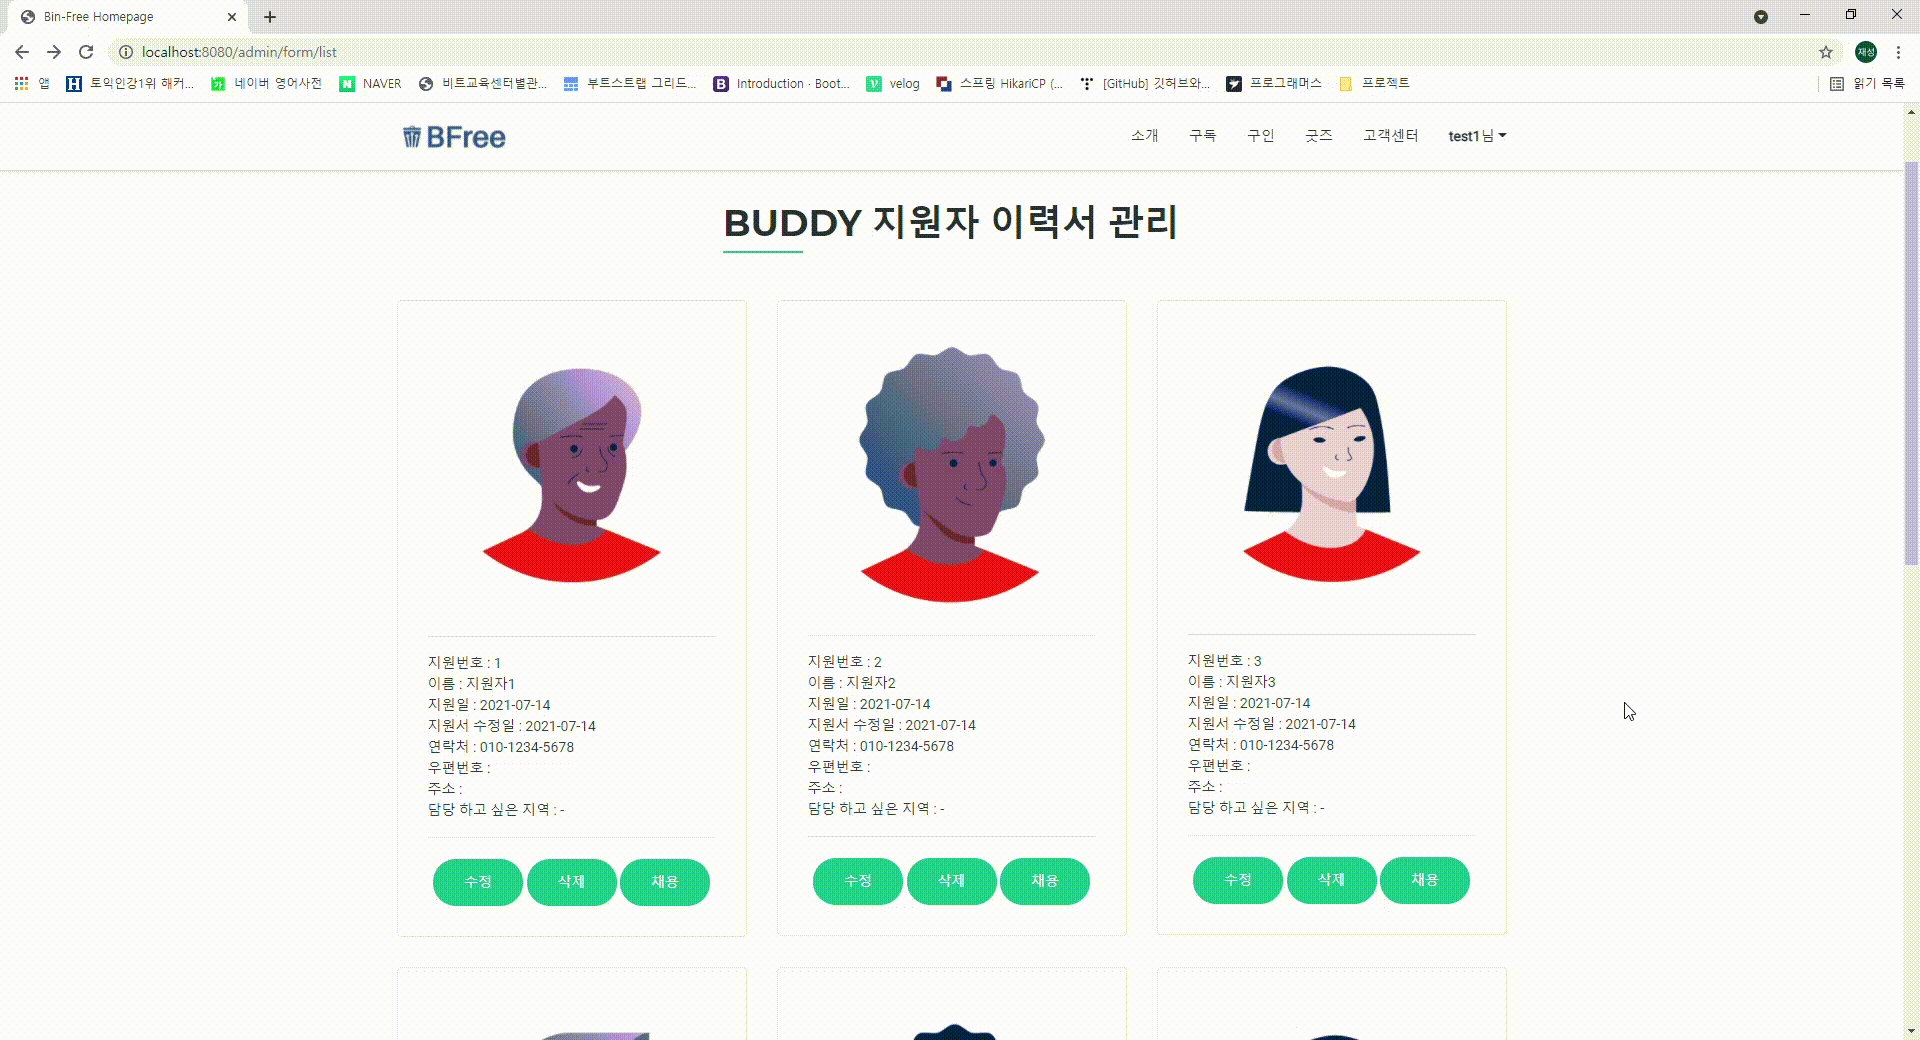 Bin-Free Homepage
localhost:8080/admin/form/list
재성
앱 토익인강1위 해커... 네이버 영어사전 NAVER 비트교육센터별관... 부트스트랩 그리드... Introduction · Boot... velog 스프링 HikariCP (... [GitHub] 깃허브와... 프로그래머스 프로젝트 읽기 목록
BFree 소개 구독 구인 굿즈 고객센터 test1님
BUDDY 지원자 이력서 관리
지원번호 : 1
이름 : 지원자1
지원일 : 2021-07-14
지원서 수정일 : 2021-07-14
연락처 : 010-1234-5678
우편번호 :
주소 :
담당 하고 싶은 지역 : -
수정 삭제 채용
지원번호 : 2
이름 : 지원자2
지원일 : 2021-07-14
지원서 수정일 : 2021-07-14
연락처 : 010-1234-5678
우편번호 :
주소 :
담당 하고 싶은 지역 : -
수정 삭제 채용
지원번호 : 3
이름 : 지원자3
지원일 : 2021-07-14
지원서 수정일 : 2021-07-14
연락처 : 010-1234-5678
우편번호 :
주소 :
담당 하고 싶은 지역 : -
수정 삭제 채용